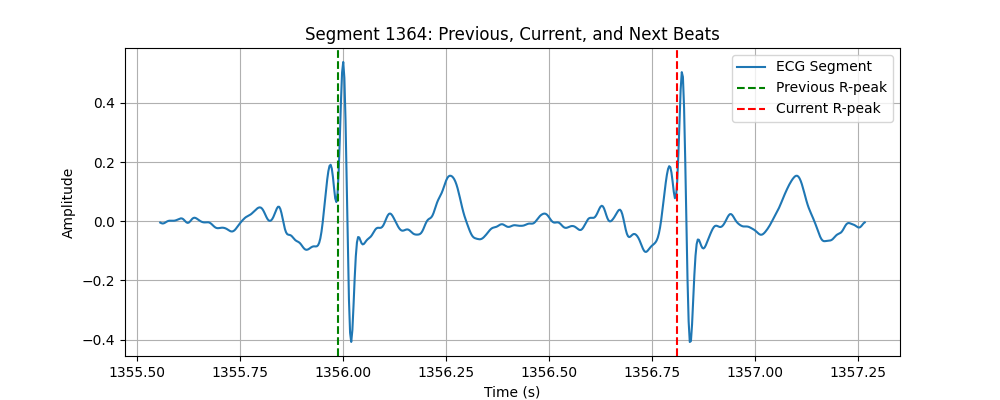 Segment 1364: Previous, Current, and Next Beats
ECG Segment
Previous R-peak
Current R-peak
Amplitude
0.4
0.2
0.0
−0.2
−0.4
1355.50 1355.75 1356.00 1356.25 1356.50 1356.75 1357.00 1357.25
Time (s)